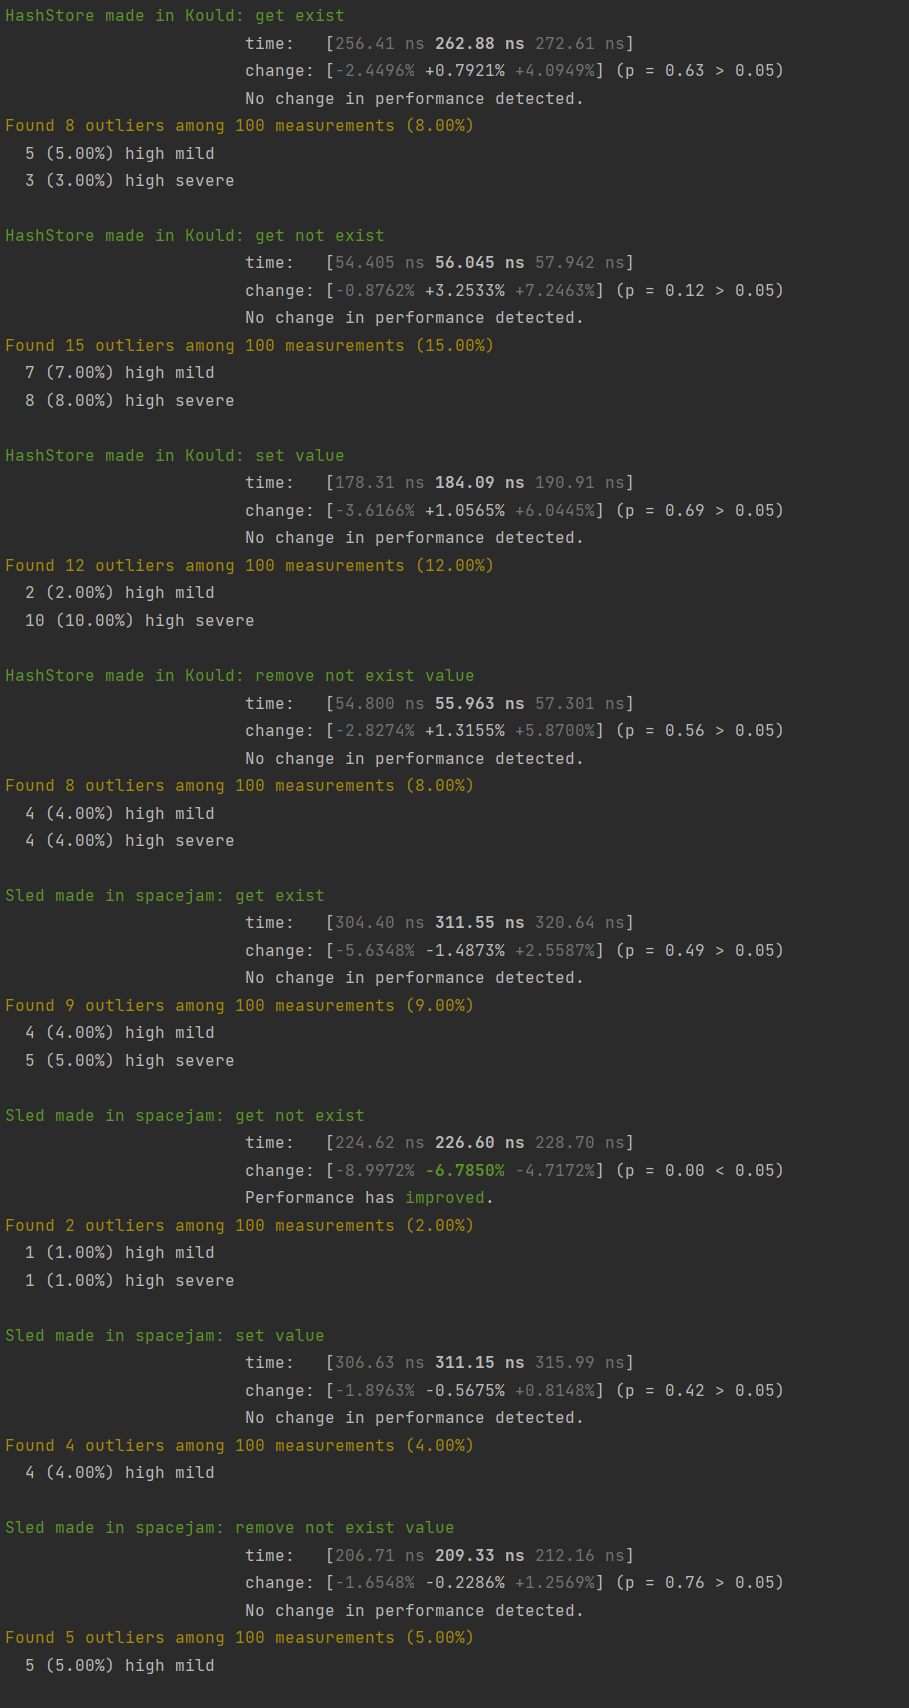 HashStore made in Kould: get exist
time:   [256.41 ns 262.88 ns 272.61 ns]
change: [-2.4496% +0.7921% +4.0949%] (p = 0.63 > 0.05)
No change in performance detected.
Found 8 outliers among 100 measurements (8.00%)
5 (5.00%) high mild
3 (3.00%) high severe
HashStore made in Kould: get not exist
time:   [54.405 ns 56.045 ns 57.942 ns]
change: [-0.8762% +3.2533% +7.2463%] (p = 0.12 > 0.05)
No change in performance detected.
Found 15 outliers among 100 measurements (15.00%)
7 (7.00%) high mild
8 (8.00%) high severe
HashStore made in Kould: set value
time:   [178.31 ns 184.09 ns 190.91 ns]
change: [-3.6166% +1.0565% +6.0445%] (p = 0.69 > 0.05)
No change in performance detected.
Found 12 outliers among 100 measurements (12.00%)
2 (2.00%) high mild
10 (10.00%) high severe
HashStore made in Kould: remove not exist value
time:   [54.800 ns 55.963 ns 57.301 ns]
change: [-2.8274% +1.3155% +5.8700%] (p = 0.56 > 0.05)
No change in performance detected.
Found 8 outliers among 100 measurements (8.00%)
4 (4.00%) high mild
4 (4.00%) high severe
Sled made in spacejam: get exist
time:   [304.40 ns 311.55 ns 320.64 ns]
change: [-5.6348% -1.4873% +2.5587%] (p = 0.49 > 0.05)
No change in performance detected.
Found 9 outliers among 100 measurements (9.00%)
4 (4.00%) high mild
5 (5.00%) high severe
Sled made in spacejam: get not exist
time:   [224.62 ns 226.60 ns 228.70 ns]
change: [-8.9972% -6.7850% -4.7172%] (p = 0.00 < 0.05)
Performance has improved.
Found 2 outliers among 100 measurements (2.00%)
1 (1.00%) high mild
1 (1.00%) high severe
Sled made in spacejam: set value
time:   [306.63 ns 311.15 ns 315.99 ns]
change: [-1.8963% -0.5675% +0.8148%] (p = 0.42 > 0.05)
No change in performance detected.
Found 4 outliers among 100 measurements (4.00%)
4 (4.00%) high mild
Sled made in spacejam: remove not exist value
time:   [206.71 ns 209.33 ns 212.16 ns]
change: [-1.6548% -0.2286% +1.2569%] (p = 0.76 > 0.05)
No change in performance detected.
Found 5 outliers among 100 measurements (5.00%)
5 (5.00%) high mild